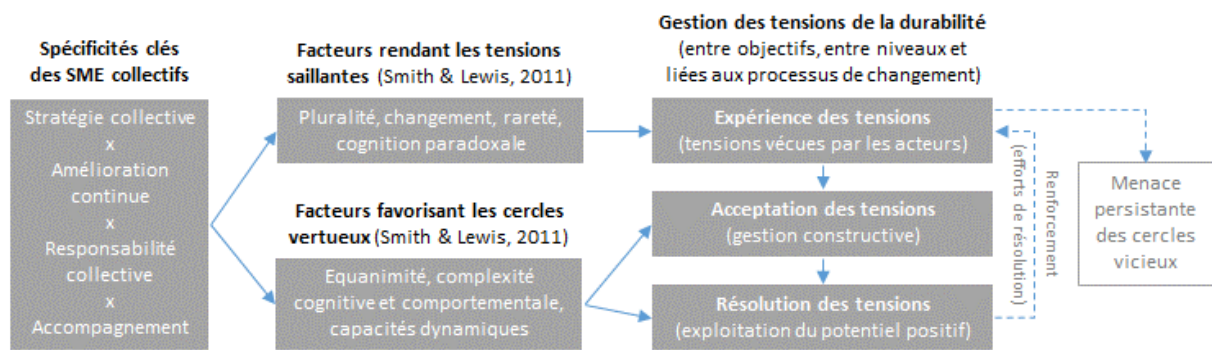 Spécificités clés
des SME collectifs
Stratégie collective
x
Amélioration
continue
x
Responsabilité
collective
x
Accompagnement
Facteurs rendant les tensions
saillantes (Smith & Lewis, 2011)
Pluralité, changement, rareté,
cognition paradoxale
Facteurs favorisant les cercles
vertueux (Smith & Lewis, 2011)
Equanimité, complexité
cognitive et comportementale,
capacités dynamiques
Gestion des tensions de la durabilité
(entre objectifs, entre niveaux et
liées aux processus de changement)
Expérience des tensions
(tensions vécues par les acteurs)
Acceptation des tensions
(gestion constructive)
Résolution des tensions
(exploitation du potentiel positif)
Renforcement
(efforts de résolution)
Menace
persistante
des cercles
vicieux